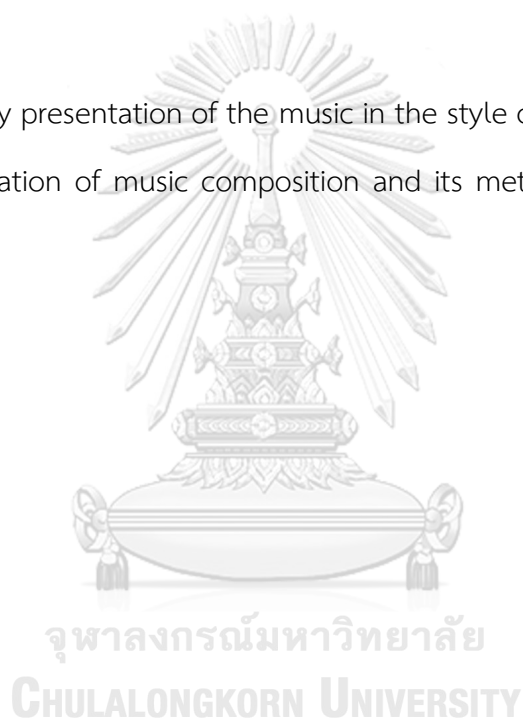 y presentation of the music in the style o
ation of music composition and its met
จุฬาลงกรณ์มหาวิทยาลัย
CHULALONGKORN UNIVERSITY